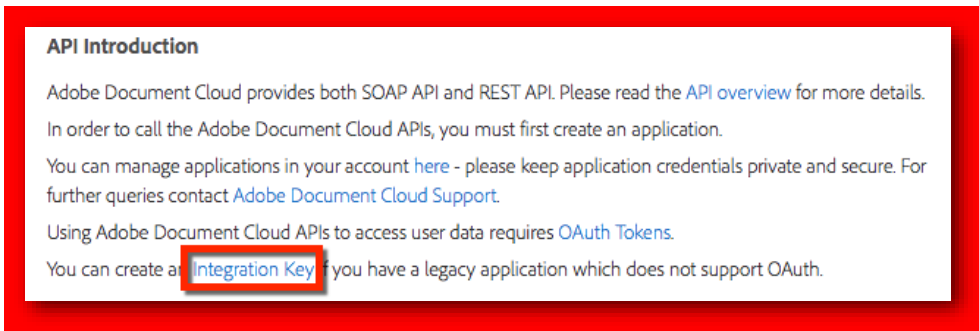 API Introduction
Adobe Document Cloud provides both SOAP API and REST API. Please read the API overview for more details.
In order to call the Adobe Document Cloud APIs, you must first create an application.
You can manage applications in your account here - please keep application credentials private and secure. For
further queries contact Adobe Document Cloud Support.
Using Adobe Document Cloud APIs to access user data requires OAuth Tokens.
You can create an Integration Key if you have a legacy application which does not support OAuth.